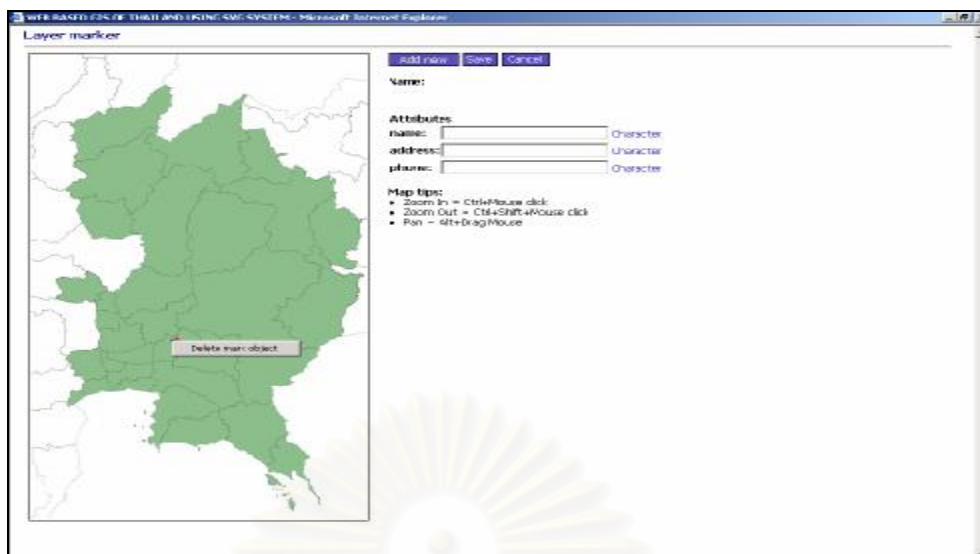 WEB BASED GIS OF THAILAND USING SVG SYSTEM - Microsoft Internet Explorer
Layer marker
Add new Save Cancel
Name:
Attributes
name: Character
address: Character
phone: Character
Map tips:
• Zoom In = Ctrl+Mouse click
• Zoom Out = Ctrl+Shift+Mouse click
• Pan = Alt+Drag Mouse
Delete mark object